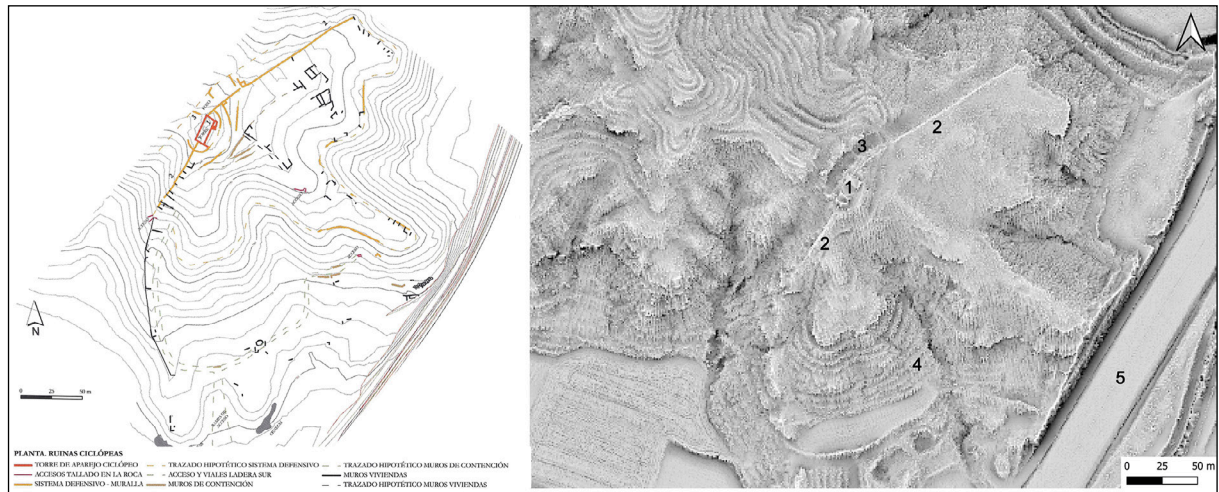 3
2
N
0 25 50 m
PLANTA. RUINAS CICLÓPEAS
TORRE DE APAREJO CICLÓPEO
ACCESOS TALLADO EN LA ROCA
SISTEMA DEFENSIVO - MURALLA
TRAZADO HIPOTÉTICO SISTEMA DEFENSIVO
ACCESO Y VIALES LADERA SUR
MUROS DE CONTENCIÓN
TRAZADO HIPOTÉTICO MUROS DE CONTENCIÓN
MUROS VIVIENDAS
TRAZADO HIPOTÉTICO MUROS VIVIENDAS
2
3
1
2
4
5
0 25 50 m